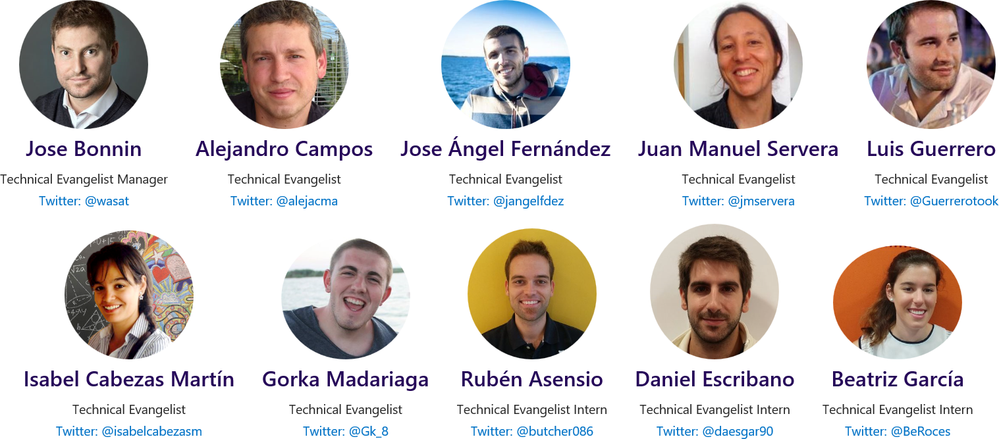 Jose Bonnin
Technical Evangelist Manager
Twitter: @wasat
Alejandro Campos
Technical Evangelist
Twitter: @alejacma
Jose Ángel Fernández
Technical Evangelist
Twitter: @jangelfdez
Juan Manuel Servera
Technical Evangelist
Twitter: @jmservera
Luis Guerrero
Technical Evangelist
Twitter: @Guerrerotook
Isabel Cabezas Martín
Technical Evangelist
Twitter: @isabelcabezasm
Gorka Madariaga
Technical Evangelist
Twitter: @Gk_8
Rubén Asensio
Technical Evangelist Intern
Twitter: @butcher086
Daniel Escribano
Technical Evangelist Intern
Twitter: @daesgar90
Beatriz García
Technical Evangelist Intern
Twitter: @BeRoces